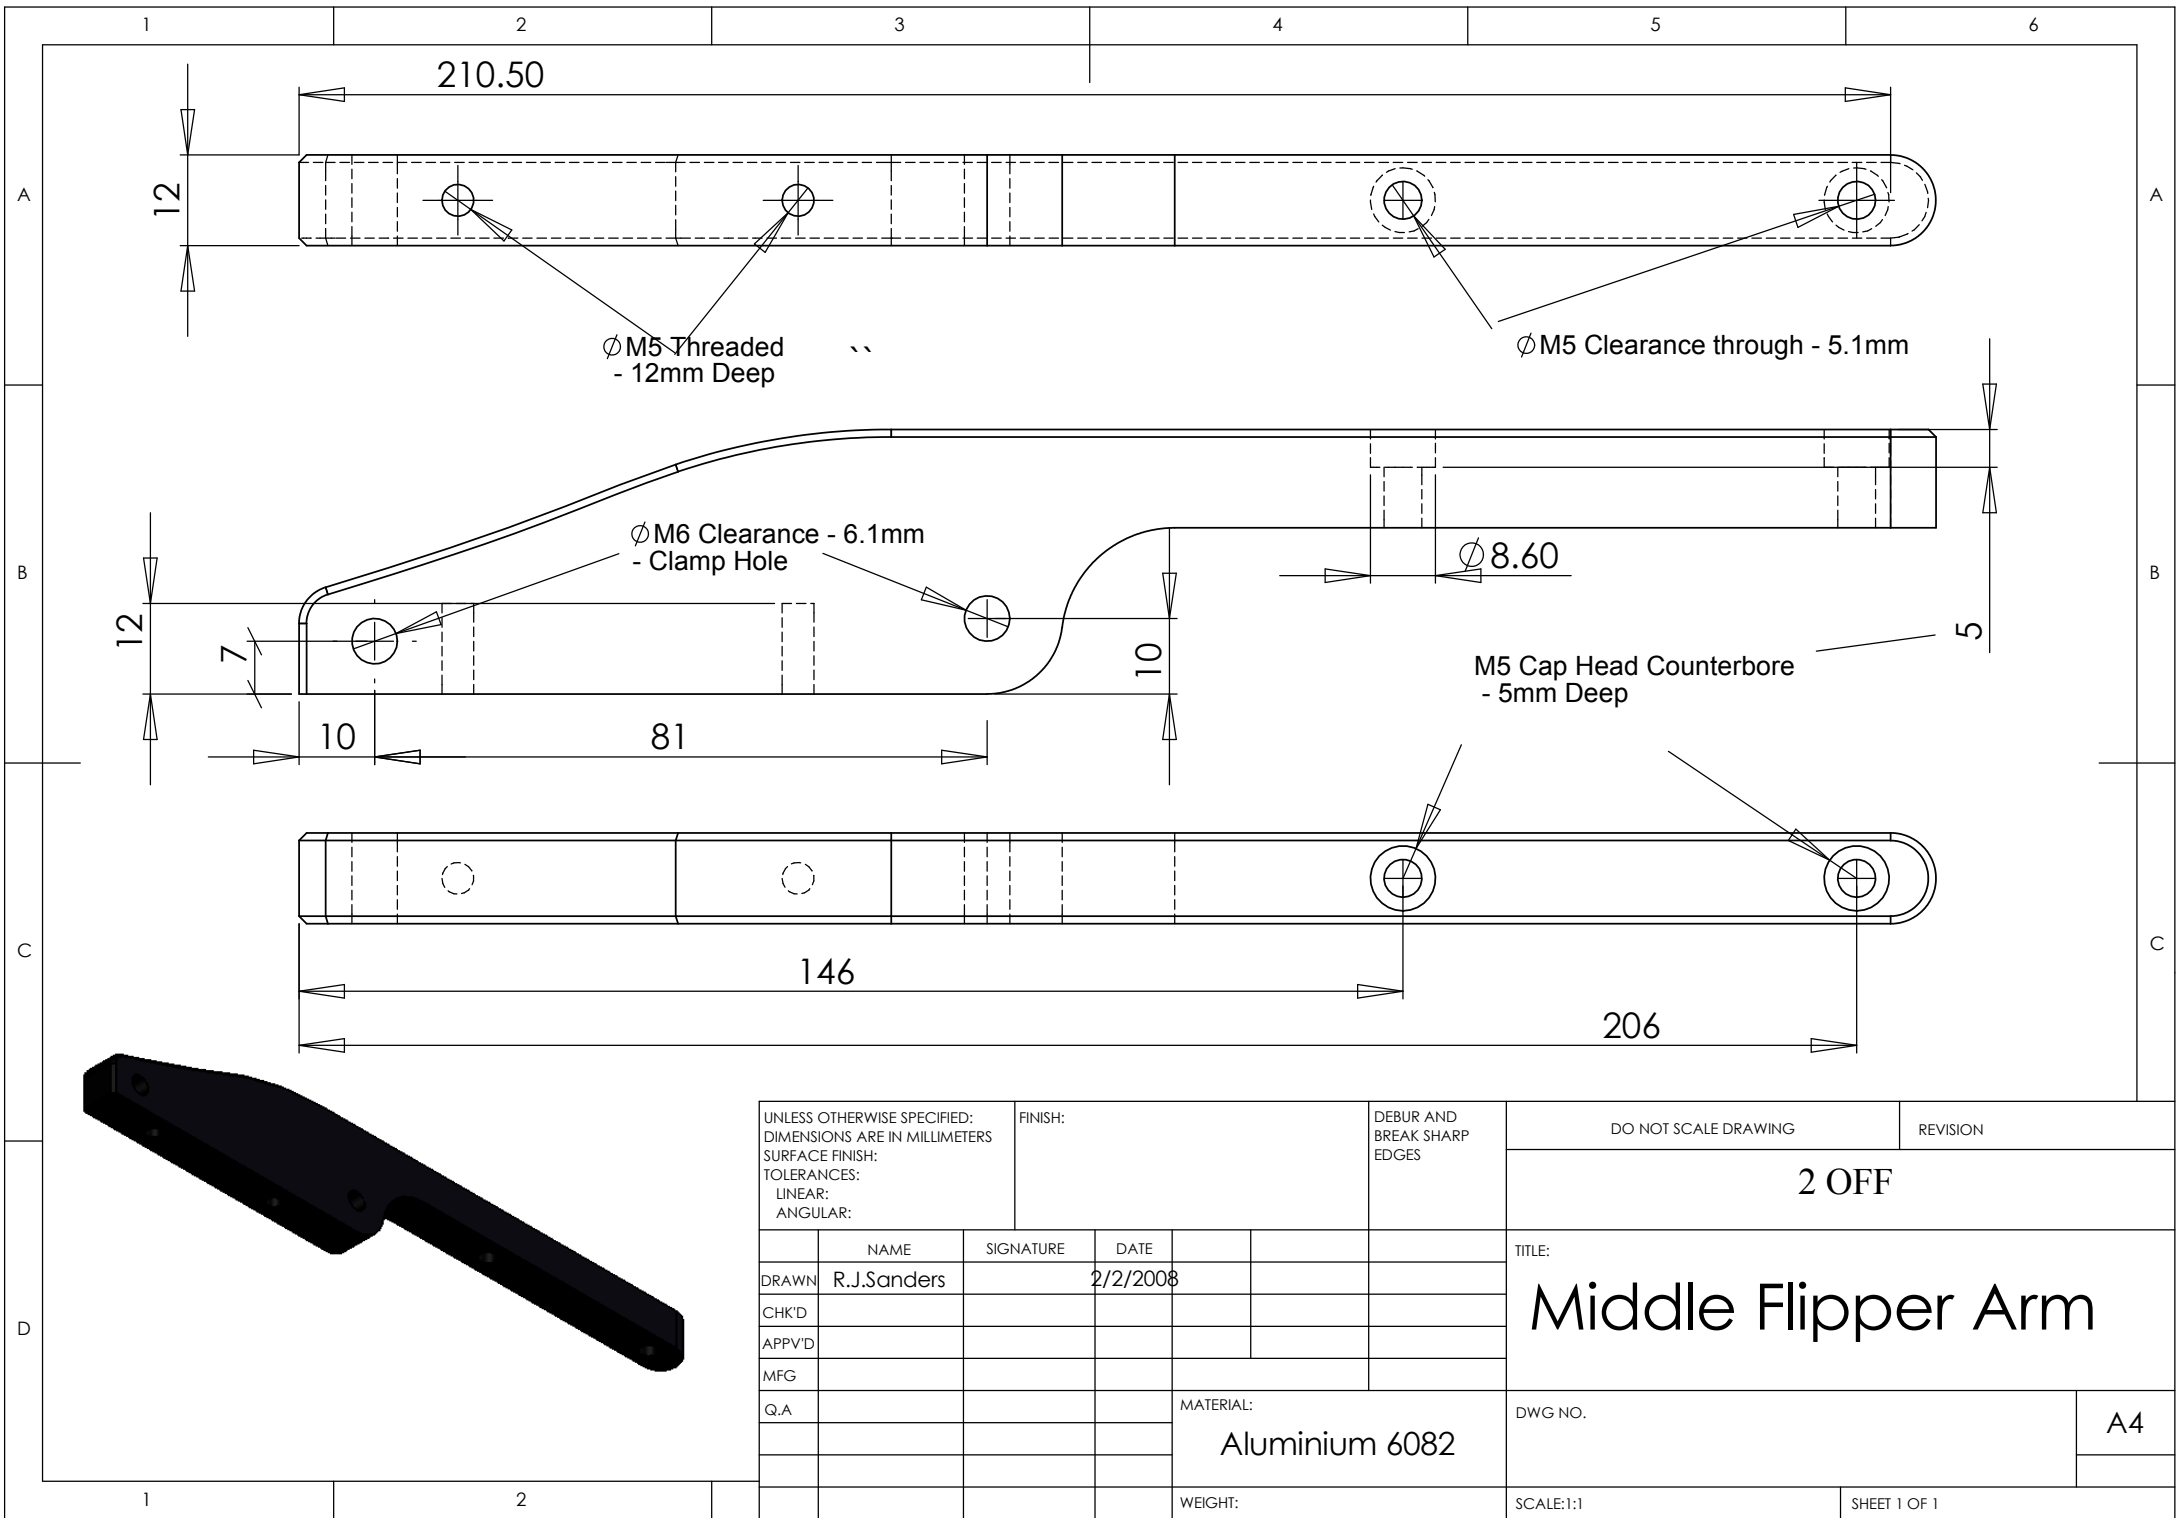 1 2 3 4 5 6
210.50
A
12
A
ØM5 Threaded
- 12mm Deep
``
ØM5 Clearance through - 5.1mm
ØM6 Clearance - 6.1mm
- Clamp Hole
B
Ø8.60
B
12
7
10
5
M5 Cap Head Counterbore
- 5mm Deep
10
81
C
C
146
206
UNLESS OTHERWISE SPECIFIED:
DIMENSIONS ARE IN MILLIMETERS
SURFACE FINISH:
TOLERANCES:
LINEAR:
ANGULAR:
FINISH:
DEBUR AND
BREAK SHARP
EDGES
DO NOT SCALE DRAWING
REVISION
2 OFF
NAME SIGNATURE DATE
DRAWN R.J.Sanders 2/2/2008
CHK'D
APPV'D
MFG
Q.A
TITLE:
Middle Flipper Arm
D
MATERIAL:
Aluminium 6082
DWG NO.
A4
WEIGHT:
SCALE:1:1
SHEET 1 OF 1
1 2